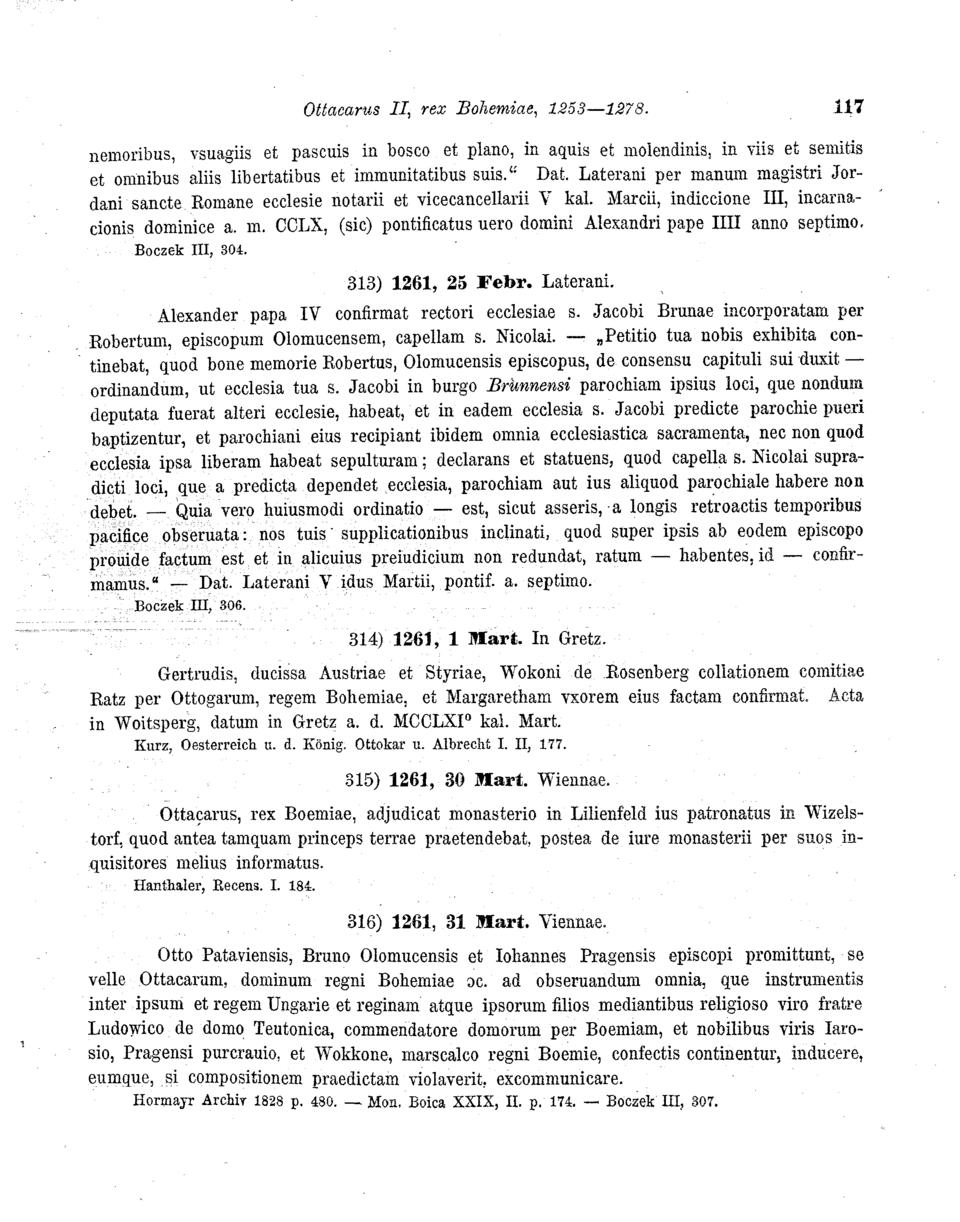 Ottacarus II, rex Bohemiae, 1253—1278. 117
nemoribus, vsuagiis et pascuis in bosco et plano, in aquis et molendinis, in viis et semitis
et omnibus aliis libertatibus et immunitatibus suis.“ Dat. Laterani per manum magistri Jor-
dani sancte Romane ecclesie notarii et vicecancellarii V kal. Marcii, indiccione III, incarna-
cionis dominice a. m. CCLX, (sic) pontificatus uero domini Alexandri pape IIII anno septimo.
Boczek III, 304.
313) 1261, 25 Febr. Laterani.
Alexander papa IV confirmat rectori ecclesiae s. Jacobi Brunae incorporatam per
Robertum, episcopum Olomucensem, capellam s. Nicolai. — „Petitio tua nobis exhibita con-
tinebat, quod bone memorie Robertus, Olomucensis episcopus, de consensu capituli sui duxit —
ordinandum, ut ecclesia tua s. Jacobi in burgo Brunnensi parochiam ipsius loci, que nondum
deputata fuerat alteri ecclesie, habeat, et in eadem ecclesia s. Jacobi predicte parochie pueri
baptizentur, et parochiani eius recipiant ibidem omnia ecclesiastica sacramenta, nec non quod
ecclesia ipsa liberam habeat sepulturam; declarans et statuens, quod capella s. Nicolai supra-
dicti loci, que a predicta dependet ecclesia, parochiam aut ius aliquod parochiale habere non
debet. — Quia vero huiusmodi ordinatio — est, sicut asseris, a longis retroactis temporibus
pacifice obseruata: nos tuis supplicationibus inclinati, quod super ipsis ab eodem episcopo
prouide factum est et in alicuius preiudicium non redundat, ratum — habentes, id — confir-
mamus.“ — Dat. Laterani V idus Martii, pontif. a. septimo.
Boczek III, 306.
314) 1261, 1 Mart. In Gretz.
Gertrudis, ducissa Austriae et Styriae, Wokoni de Rosenberg collationem comitiae
Ratz per Ottogarum, regem Bohemiae, et Margaretham vxorem eius factam confirmat. Acta
in Woitsperg, datum in Gretz a. d. MCCLXI⁰ kal. Mart.
Kurz, Oesterreich u. d. König. Ottokar u. Albrecht I. II, 177.
315) 1261, 30 Mart. Wiennae.
Ottacarus, rex Boemiae, adjudicat monasterio in Lilienfeld ius patronatus in Wizels-
torf, quod antea tamquam princeps terrae praetendebat, postea de iure monasterii per suos in-
quisitores melius informatus.
Hanthaler, Recens. I. 184.
316) 1261, 31 Mart. Viennae.
Otto Pataviensis, Bruno Olomucensis et Iohannes Pragensis episcopi promittunt, se
velle Ottacarum, dominum regni Bohemiae ɔc. ad obseruandum omnia, que instrumentis
inter ipsum et regem Ungarie et reginam atque ipsorum filios mediantibus religioso viro fratre
Ludowico de domo Teutonica, commendatore domorum per Boemiam, et nobilibus viris Iaro-
sio, Pragensi purcrauio, et Wokkone, marscalco regni Boemie, confectis continentur, inducere,
eumque, si compositionem praedictam violaverit, excommunicare.
Hormayr Archiv 1828 p. 480. — Mon. Boica XXIX, II. p. 174. — Boczek III, 307.